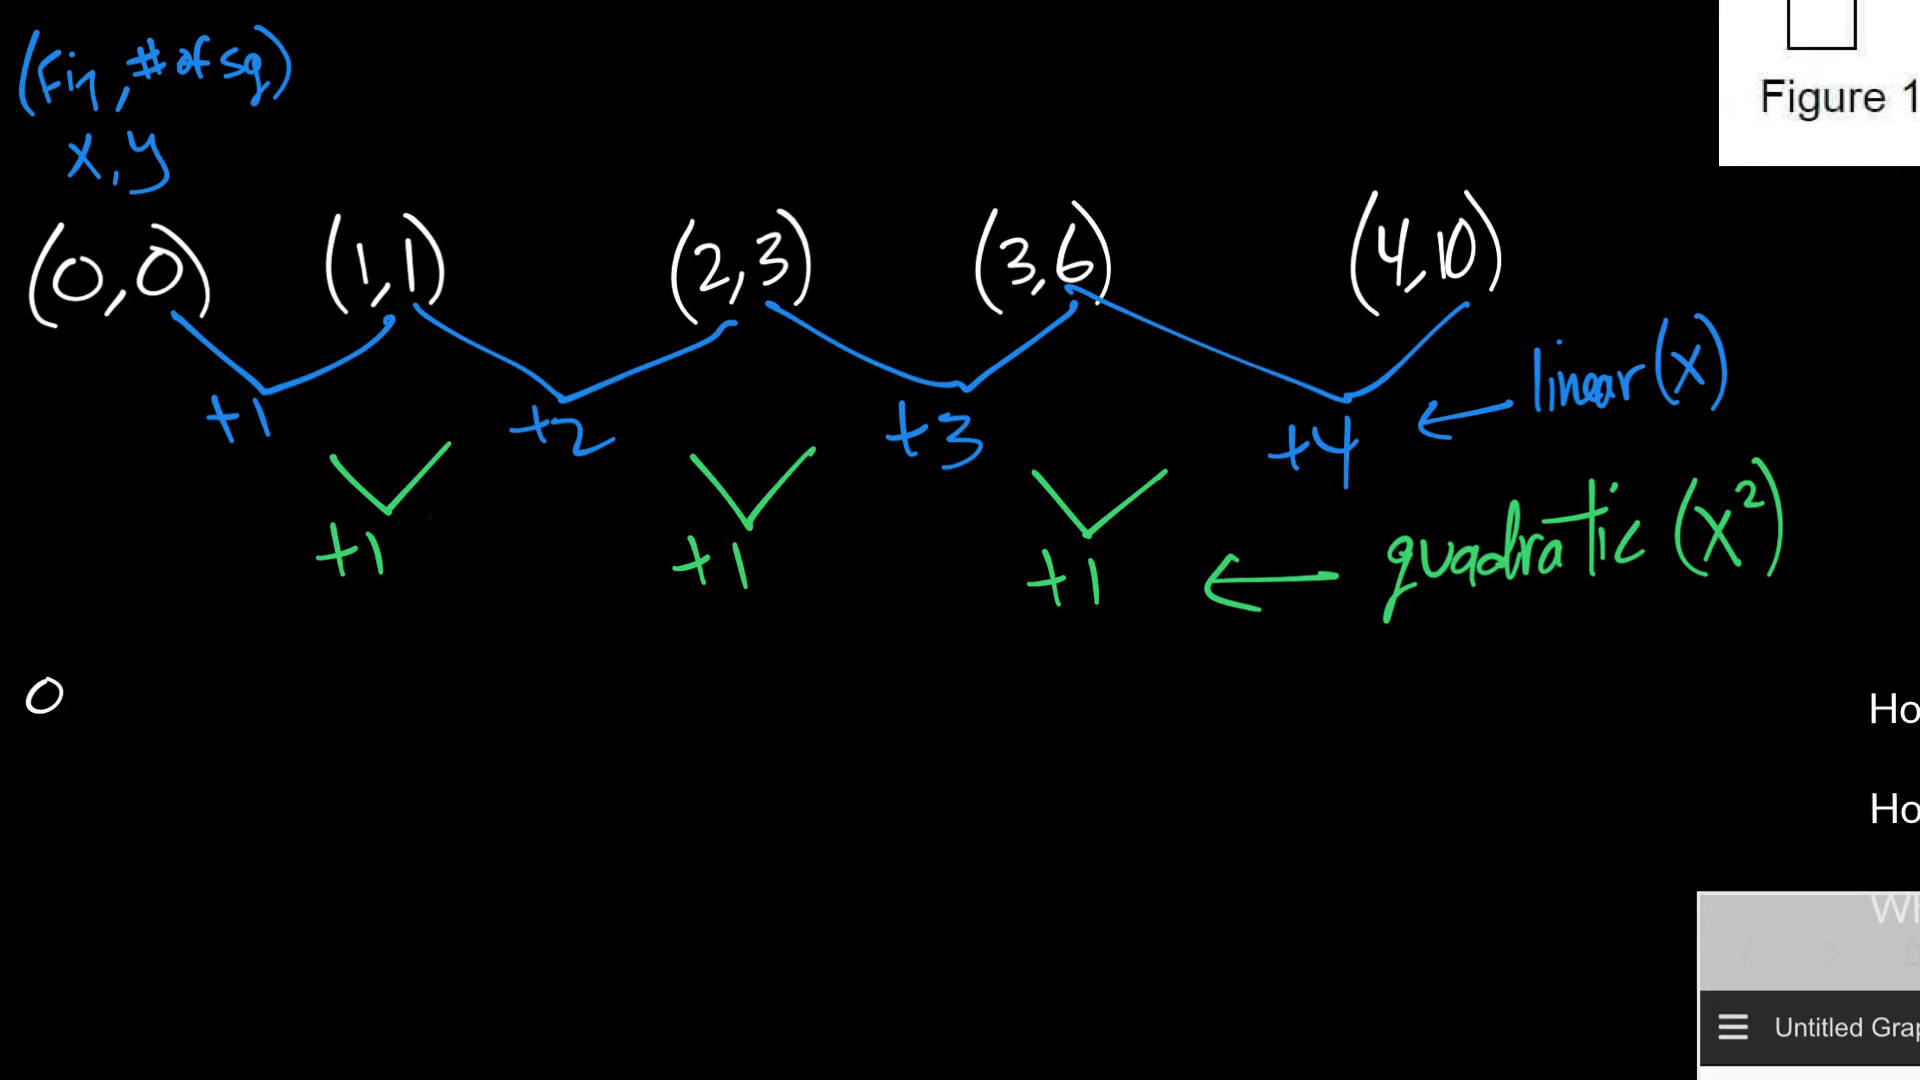 (Fig, # of sq)
x, y
Figure 1
(0,0) (1,1) (2,3) (3,6) (4,10)
+1 +2 +3 +4 ← linear (x)
+1 +1 +1 ← quadratic (x²)
0
Ho
Ho
Wh
Untitled Grap